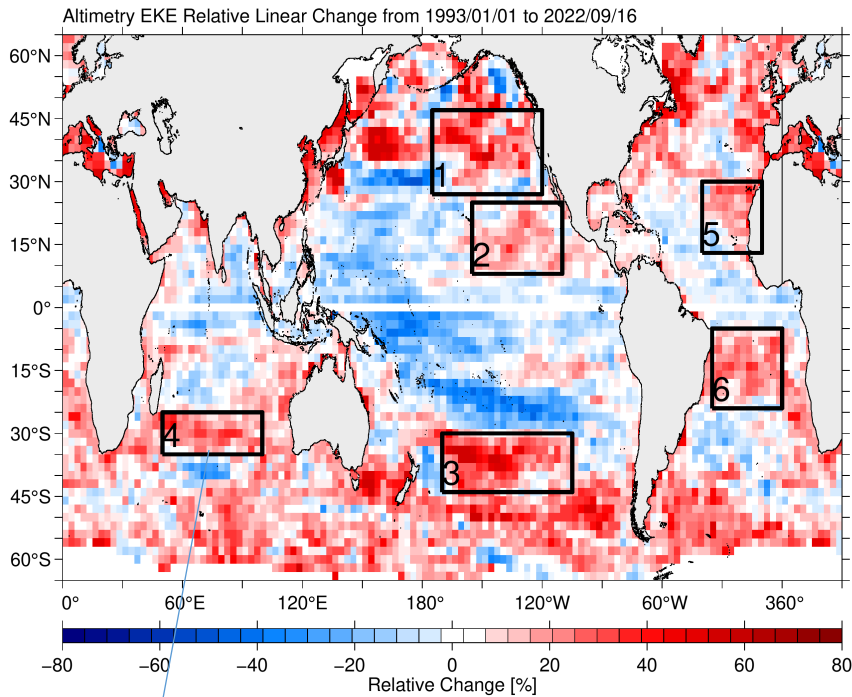 Altimetry EKE Relative Linear Change from 1993/01/01 to 2022/09/16
60°N
45°N
30°N
15°N
0°
15°S
30°S
45°S
60°S
1
2
5
6
4
3
0° 60°E 120°E 180° 120°W 60°W 360°
−80 −60 −40 −20 0 20 40 60 80
Relative Change [%]